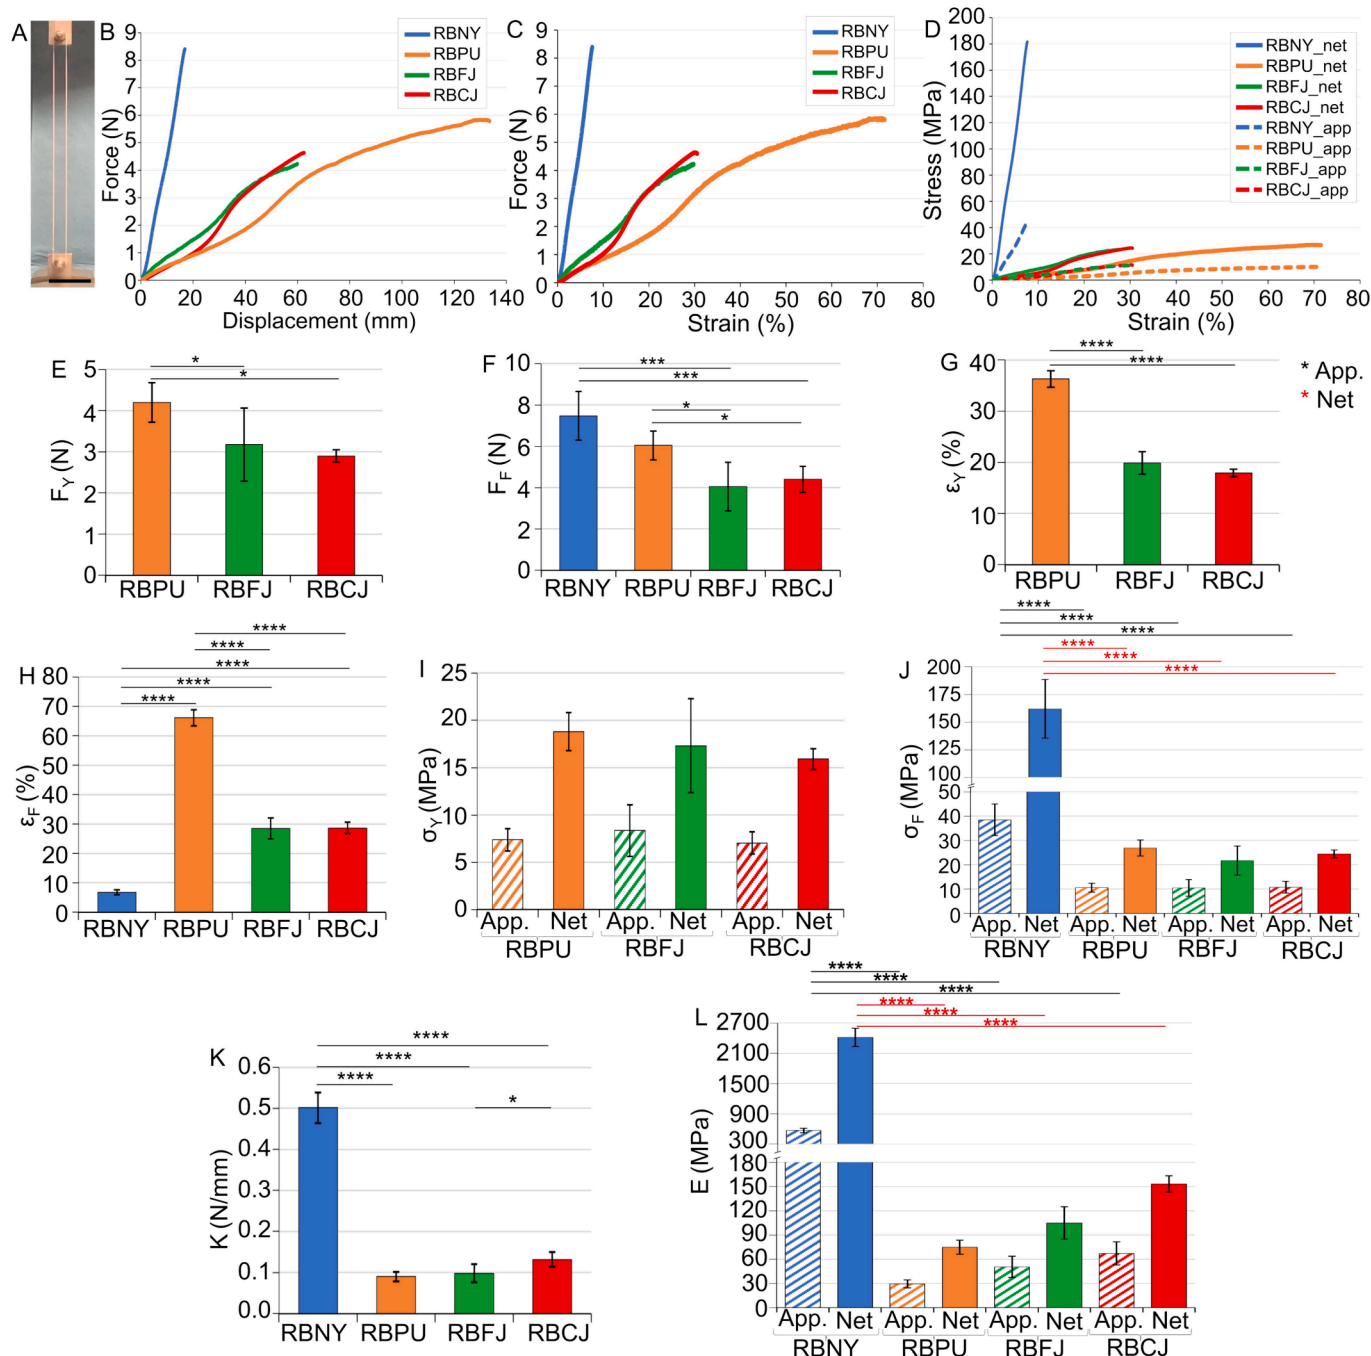 A
B
Force (N)
9
8
7
6
5
4
3
2
1
0
0 20 40 60 80 100 120 140
Displacement (mm)
RBNY
RBPU
RBFJ
RBCJ
C
Force (N)
9
8
7
6
5
4
3
2
1
0
0 10 20 30 40 50 60 70 80
Strain (%)
RBNY
RBPU
RBFJ
RBCJ
D
Stress (MPa)
200
180
160
140
120
100
80
60
40
20
0
0 10 20 30 40 50 60 70 80
Strain (%)
RBNY_net
RBPU_net
RBFJ_net
RBCJ_net
RBNY_app
RBPU_app
RBFJ_app
RBCJ_app
E
F_Y (N)
5
4
3
2
1
0
*
*
RBPU RBFJ RBCJ
F
F_F (N)
10
8
6
4
2
0
***
***
*
*
RBNY RBPU RBFJ RBCJ
G
ε_Y (%)
40
30
20
10
0
****
****
RBPU RBFJ RBCJ
* App.
* Net
H
ε_F (%)
80
70
60
50
40
30
20
10
0
****
****
****
****
****
RBNY RBPU RBFJ RBCJ
I
σ_Y (MPa)
25
20
15
10
5
0
App. Net App. Net App. Net
RBPU RBFJ RBCJ
J
σ_F (MPa)
200
175
150
125
100
50
40
30
20
10
0
****
****
****
****
****
****
App. Net App. Net App. Net App. Net
RBNY RBPU RBFJ RBCJ
K
K (N/mm)
0.6
0.5
0.4
0.3
0.2
0.1
0.0
****
****
****
*
RBNY RBPU RBFJ RBCJ
L
E (MPa)
2700
2100
1500
900
300
180
150
120
90
60
30
0
****
****
****
****
****
****
App. Net App. Net App. Net App. Net
RBNY RBPU RBFJ RBCJ